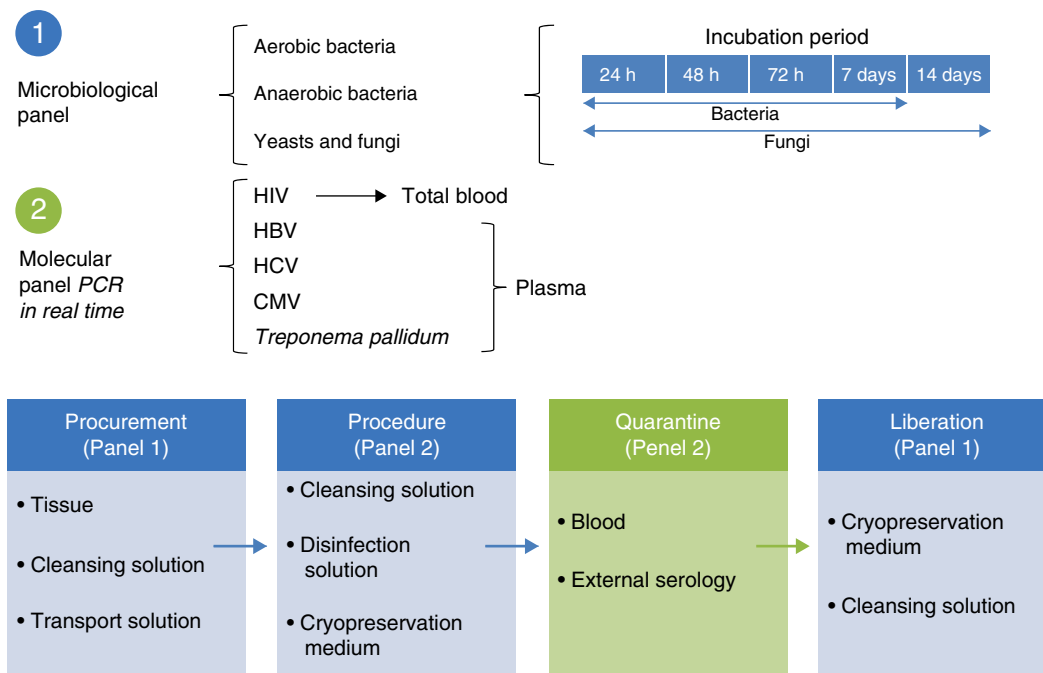 1
Microbiological
panel
Aerobic bacteria
Anaerobic bacteria
Yeasts and fungi
Incubation period
24 h 48 h 72 h 7 days 14 days
Bacteria
Fungi
2
Molecular
panel PCR
in real time
HIV
Total blood
HBV
HCV
CMV
Treponema pallidum
Plasma
Procurement
(Panel 1)
• Tissue
• Cleansing solution
• Transport solution
Procedure
(Panel 2)
• Cleansing solution
• Disinfection
solution
• Cryopreservation
medium
Quarantine
(Penel 2)
• Blood
• External serology
Liberation
(Panel 1)
• Cryopreservation
medium
• Cleansing solution